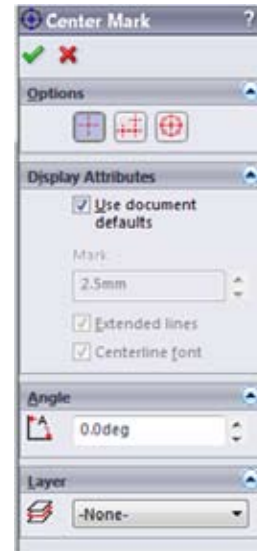 Center Mark ?
Options
Display Attributes
Use document
defaults
Mark:
2.5mm
Extended lines
Centerline font
Angle
A
0.0deg
Layer
-None-